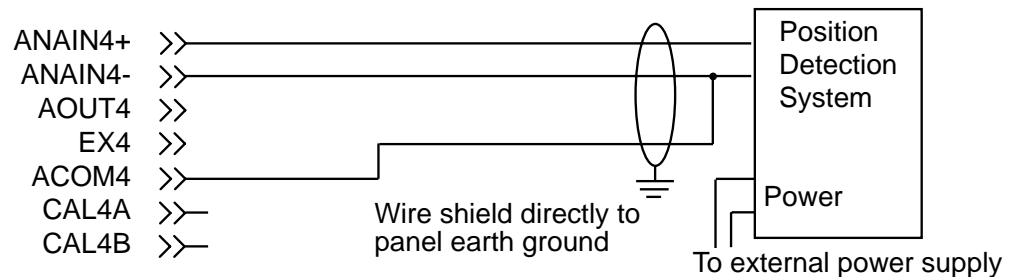 ANAIN4+
ANAIN4-
AOUT4
EX4
ACOM4
CAL4A
CAL4B
Wire shield directly to
panel earth ground
Position
Detection
System
Power
To external power supply